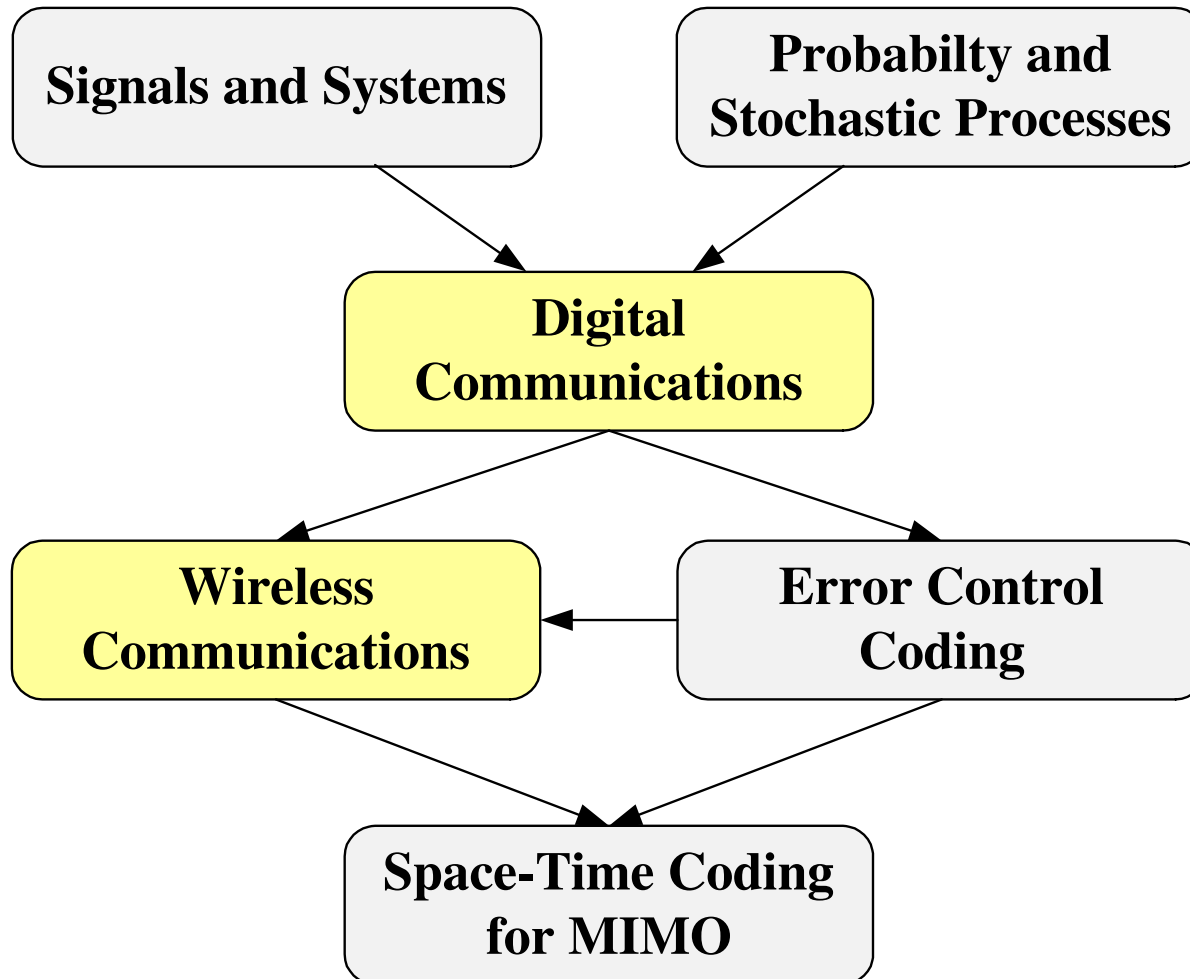 Signals and Systems
Probabilty and
Stochastic Processes
Digital
Communications
Wireless
Communications
Error Control
Coding
Space-Time Coding
for MIMO